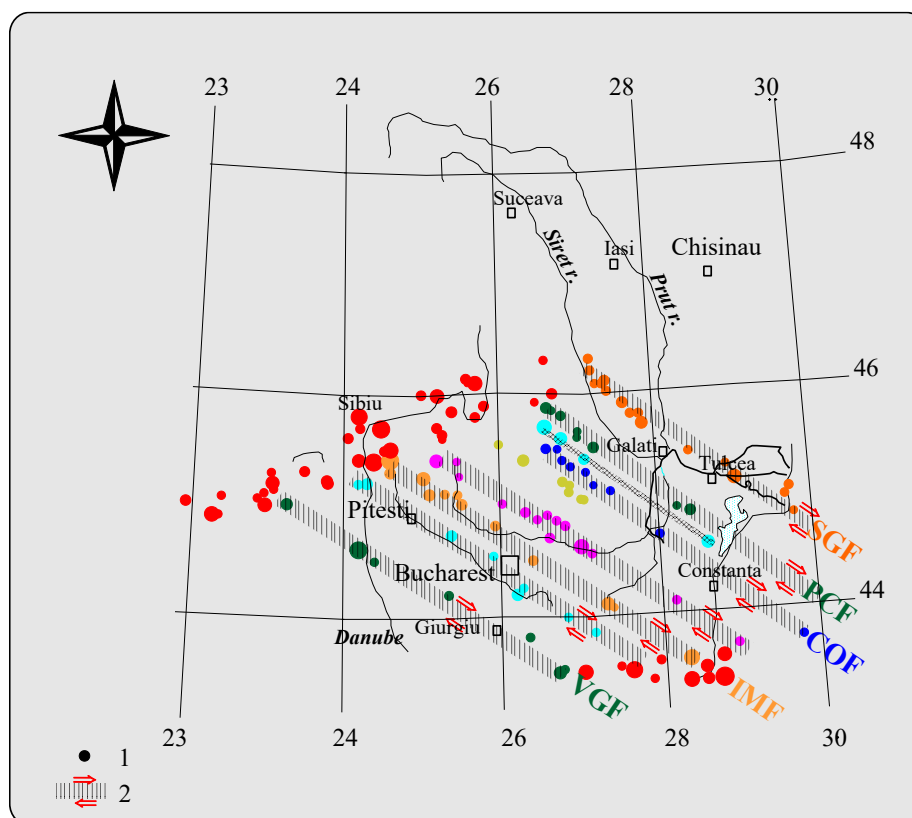 23
24
26
28
30
48
Suceava
Siret r.
Iasi
Chisinau
Prut r.
46
Sibiu
Galati
Tulcea
Pitesti
SGF
Bucharest
Constanta
PCF
44
Danube
Giurgiu
COF
VGF
IMF
23
24
26
28
30
1
2